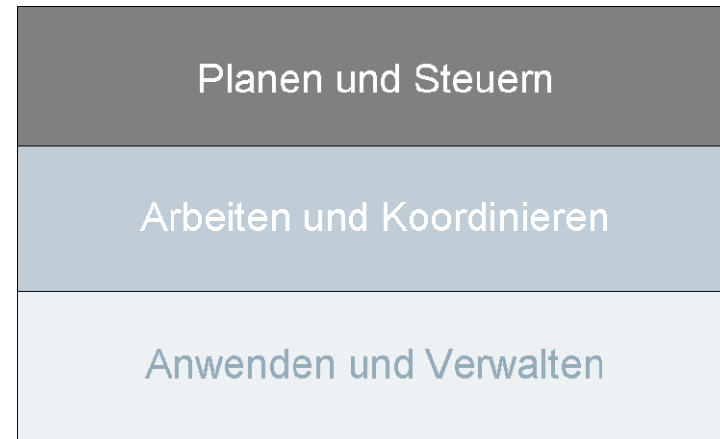 Planen und Steuern
Arbeiten und Koordinieren
Anwenden und Verwalten